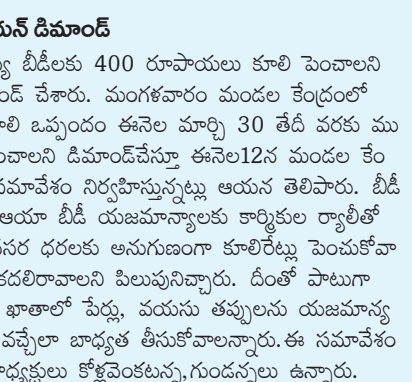 యన్ డిమాండ్
య బీడీలకు 400 రూపాయలు కూలి పెంచాలని
ండ్ చేశారు. మంగళవారం మండల కేంద్రంలో
ాలి ఒప్పందం ఈనెల మార్చి 30 తేదీ వరకు ము
ంచాలని డిమాండ్‌చేస్తూ ఈనెల12న మండల కేం
సమావేశం నిర్వహిస్తున్నట్లు ఆయన తెలిపారు. బీడీ
ఆయా బీడీ యజమాన్యాలకు కార్మికుల ర్యాలీతో
సర ధరలకు అనుగుణంగా కూలిరేట్లు పెంచుకోవా
కదలిరావాలని పిలుపునిచ్చారు. దీంతో పాటుగా
ఖాతాలో పేర్లు, వయసు తప్పులను యజమాన్య
వచ్చేలా బాధ్యత తీసుకోవాలన్నారు.ఈ సమావేశం
ాధ్యక్షులు కోళ్లవెంకటన్న,గుండన్నలు ఉన్నారు.